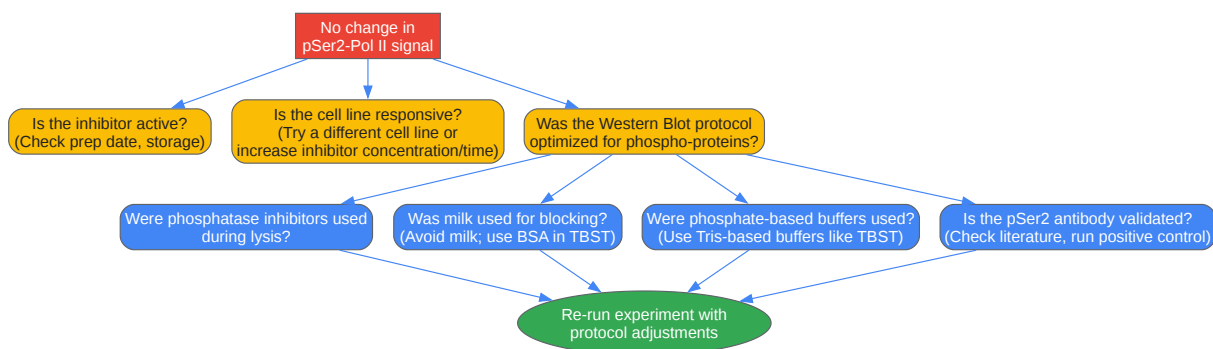 No change in
pSer2-Pol II signal
Is the inhibitor active?
(Check prep date, storage)
Is the cell line responsive?
(Try a different cell line or
increase inhibitor concentration/time)
Was the Western Blot protocol
optimized for phospho-proteins?
Were phosphatase inhibitors used
during lysis?
Was milk used for blocking?
(Avoid milk; use BSA in TBST)
Were phosphate-based buffers used?
(Use Tris-based buffers like TBST)
Is the pSer2 antibody validated?
(Check literature, run positive control)
Re-run experiment with
protocol adjustments